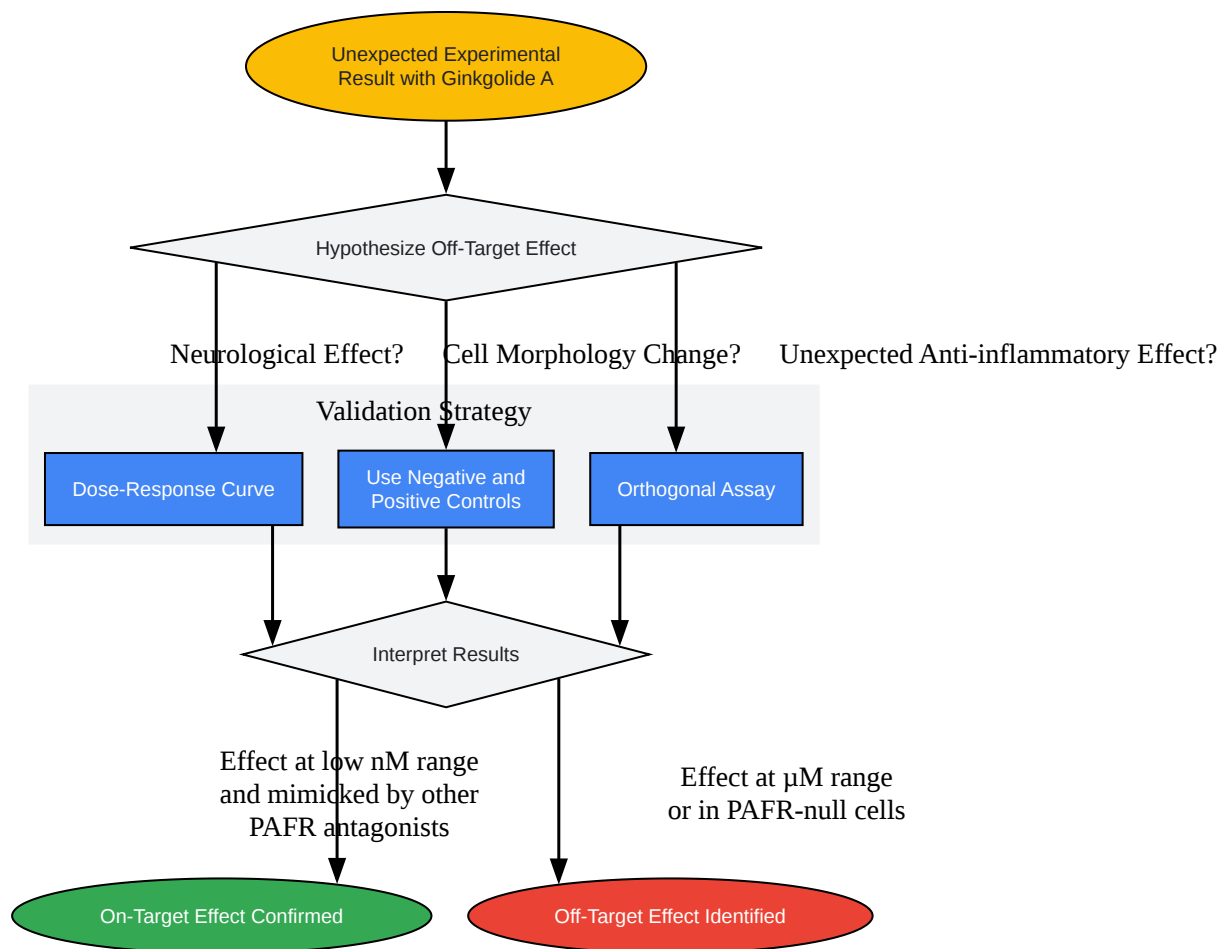 Unexpected Experimental
Result with Ginkgolide A
Hypothesize Off-Target Effect
Neurological Effect?
Cell Morphology Change?
Unexpected Anti-inflammatory Effect?
Validation Strategy
Dose-Response Curve
Use Negative and
Positive Controls
Orthogonal Assay
Interpret Results
Effect at low nM range
and mimicked by other
PAFR antagonists
Effect at µM range
or in PAFR-null cells
On-Target Effect Confirmed
Off-Target Effect Identified